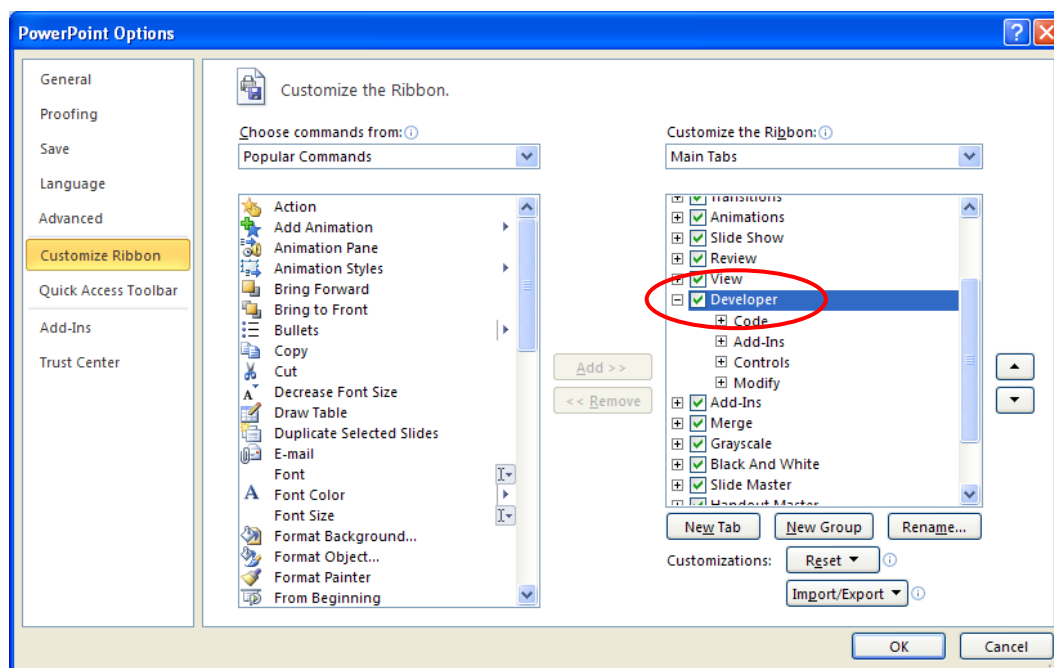 PowerPoint Options
General
Proofing
Save
Language
Advanced
Customize Ribbon
Quick Access Toolbar
Add-Ins
Trust Center
Customize the Ribbon.
Choose commands from:
Popular Commands
Action
Add Animation
Animation Pane
Animation Styles
Bring Forward
Bring to Front
Bullets
Copy
Cut
Decrease Font Size
Draw Table
Duplicate Selected Slides
E-mail
Font
Font Color
Font Size
Format Background...
Format Object...
Format Painter
From Beginning
Add >>
<< Remove
Customize the Ribbon:
Main Tabs
Transitions
Animations
Slide Show
Review
View
Developer
Code
Add-Ins
Controls
Modify
Add-Ins
Merge
Grayscale
Black And White
Slide Master
Handout Master
New Tab
New Group
Rename...
Customizations:
Reset
Import/Export
OK
Cancel